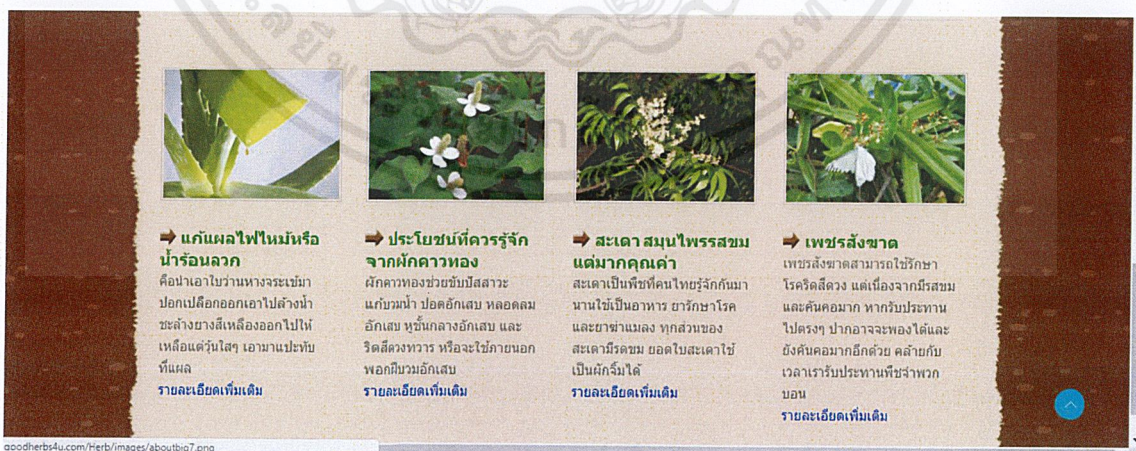 แก้แผลไฟไหม้หรือ
น้ำร้อนลวก
คือนำเอาใบว่านหางจระเข้มา
ปอกเปลือกออกเอาไปล้างน้ำ
ชะล้างยางสีเหลืองออกไปให้
เหลือแต่วุ้นใสๆ เอามาแปะทับ
ที่แผล
รายละเอียดเพิ่มเติม
ประโยชน์ที่ควรรู้จัก
จากผักคาวทอง
ผักคาวทองช่วยขับปัสสาวะ
แก้บวมน้ำ ปอดอักเสบ หลอดลม
อักเสบ หูชั้นกลางอักเสบ และ
ริดสีดวงทวาร หรือจะใช้ภายนอก
พอกฝีบวมอักเสบ
รายละเอียดเพิ่มเติม
สะเดา สมุนไพรรสขม
แต่มากคุณค่า
สะเดาเป็นพืชที่คนไทยรู้จักกันมา
นานใช้เป็นอาหาร ยารักษาโรค
และยาฆ่าแมลง ทุกส่วนของ
สะเดามีรดขม ยอดใบสะเดาใช้
เป็นผักจิ้มได้
รายละเอียดเพิ่มเติม
เพชรสังฆาต
เพชรสังฆาตสามารถใช้รักษา
โรคริดสีดวง แต่เนื่องจากมีรสขม
และคันคอมาก หากรับประทาน
ไปตรงๆ ปากอาจจะพองได้และ
ยังคันคอมากอีกด้วย คล้ายกับ
เวลาเรารับประทานพืชจำพวก
บอน
รายละเอียดเพิ่มเติม
goodherbs4u.com/Herb/images/aboutbig7.png